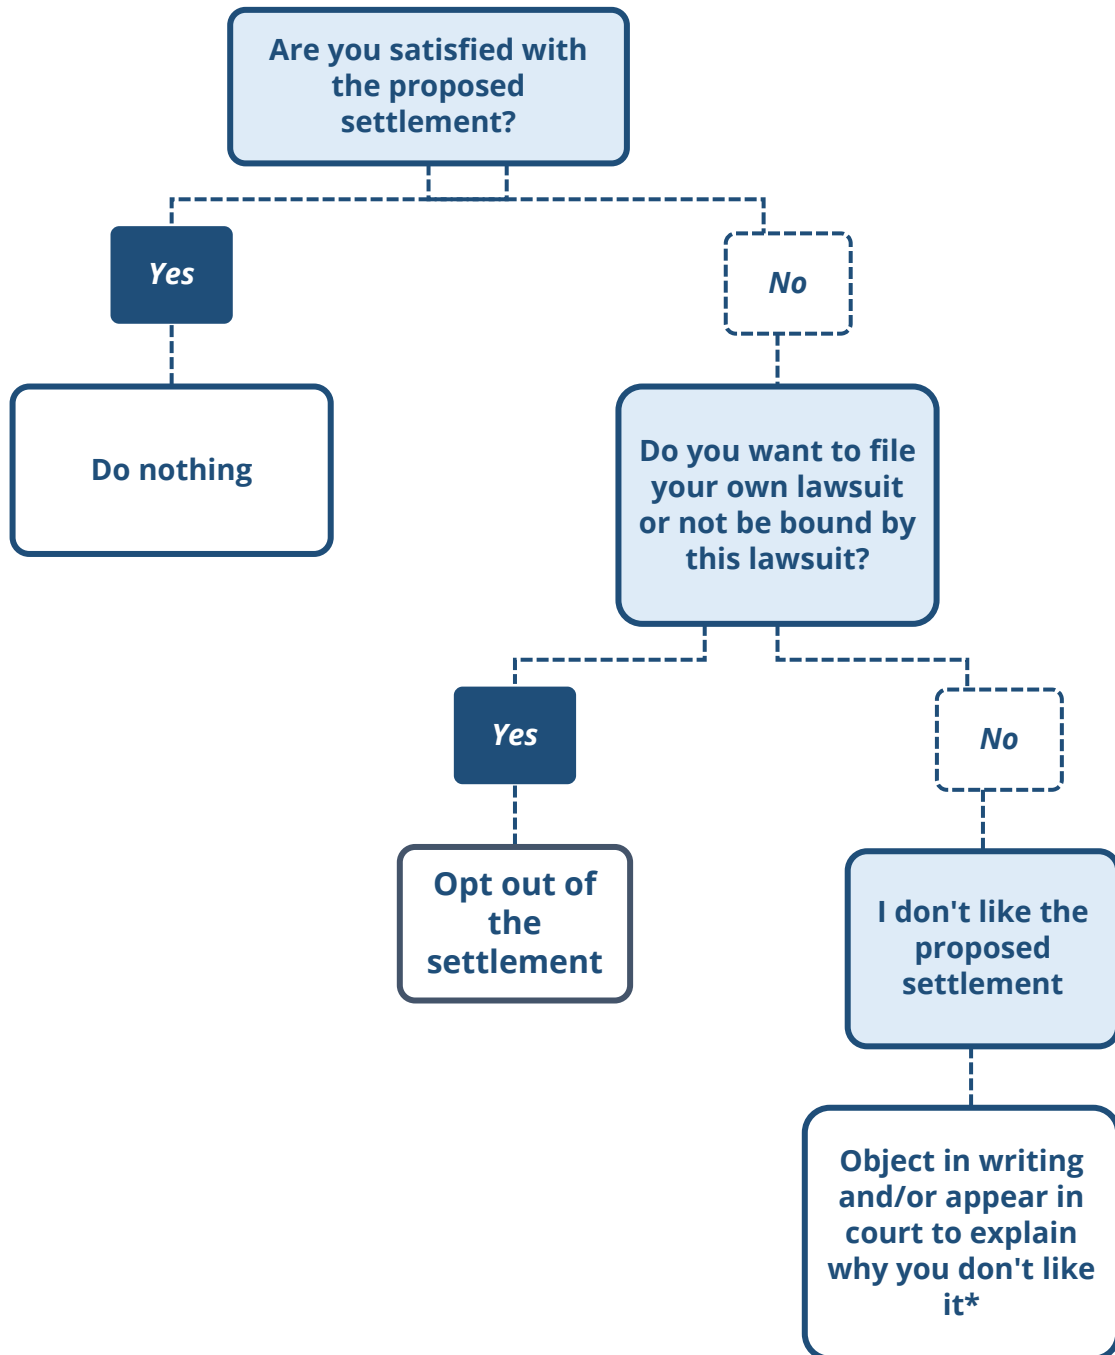 Are you satisfied with
the proposed
settlement?
Yes
No
Do nothing
Do you want to file
your own lawsuit
or not be bound by
this lawsuit?
Yes
No
Opt out of
the
settlement
I don't like the
proposed
settlement
Object in writing
and/or appear in
court to explain
why you don't like
it*